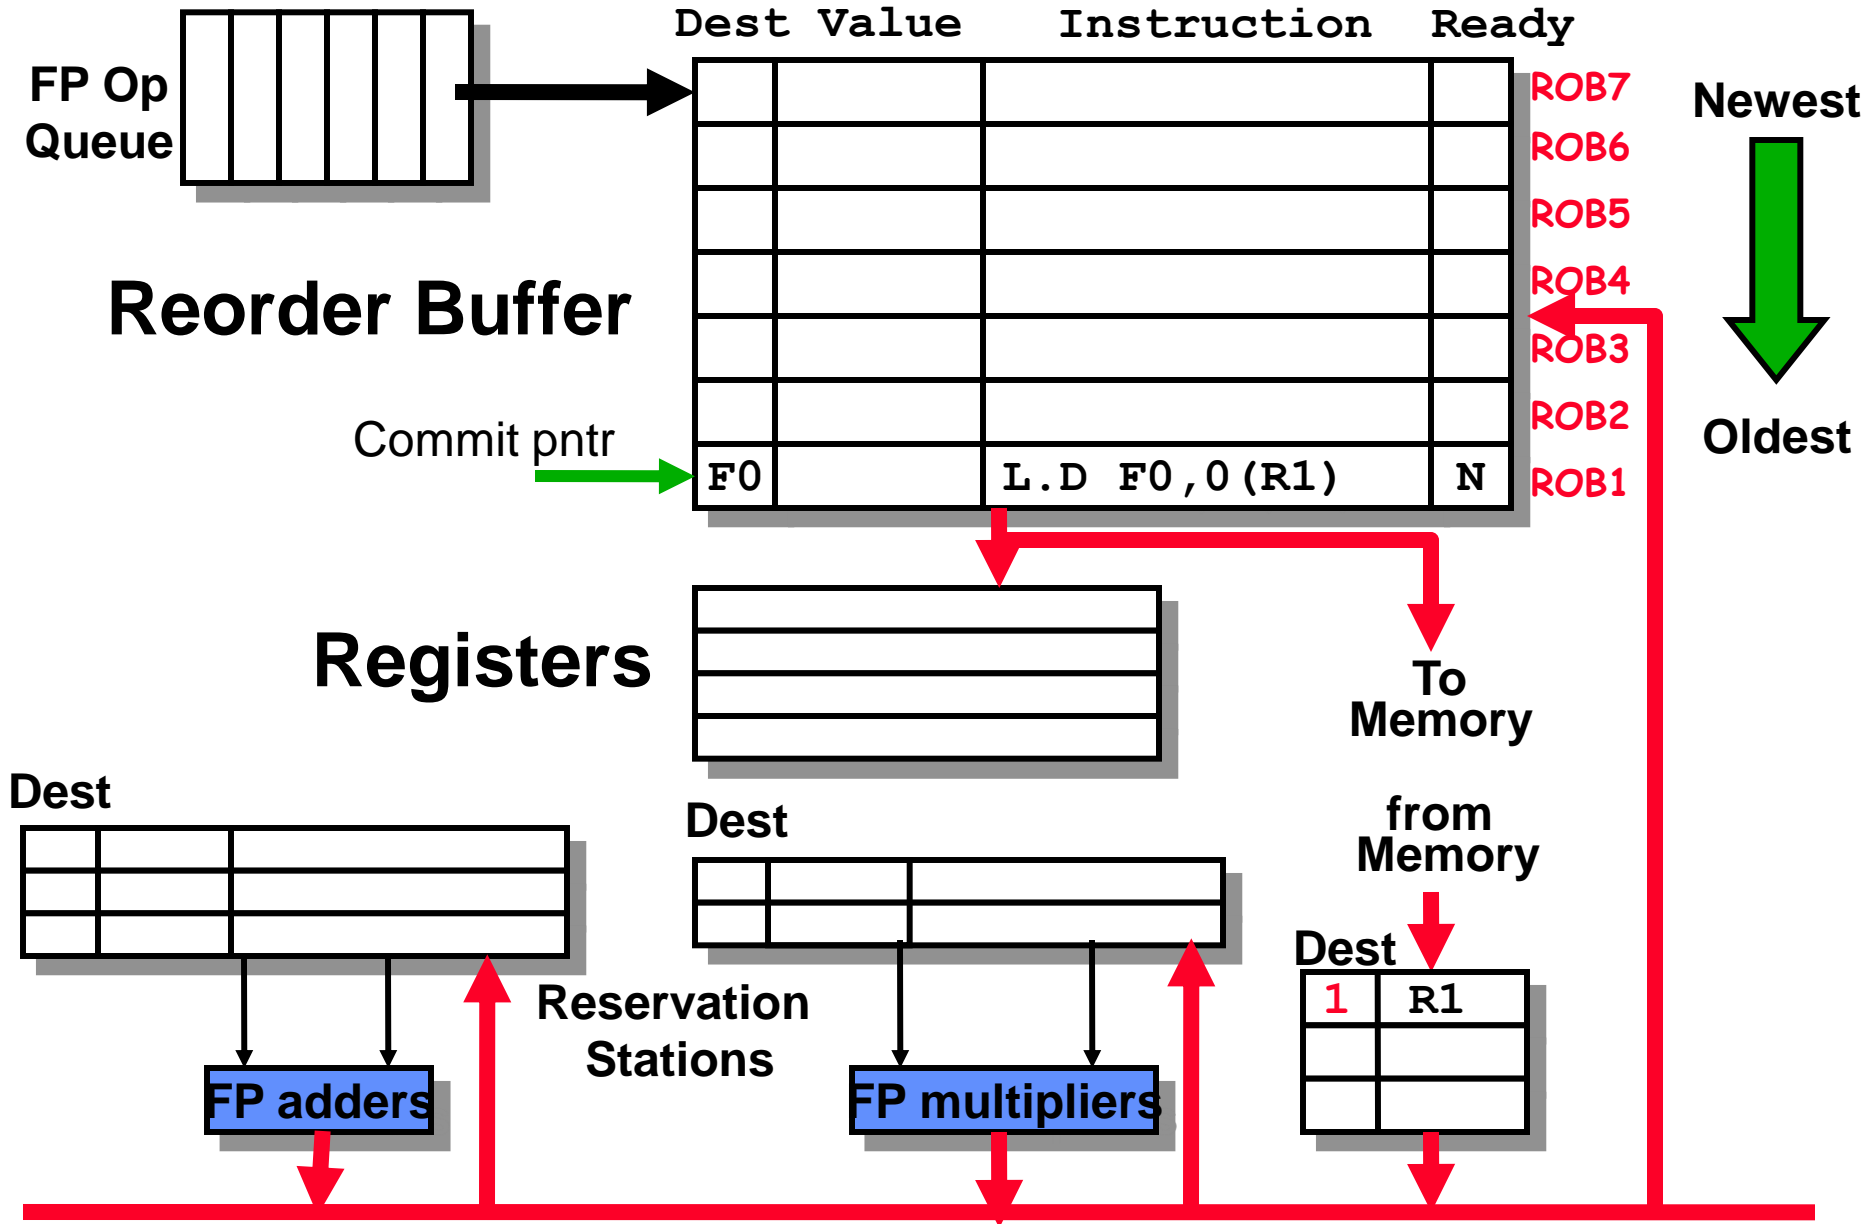 Dest Value Instruction Ready
FP Op
Queue
ROB7
Newest
ROB6
ROB5
Reorder Buffer
ROB4
ROB3
Commit pntr
ROB2
Oldest
F0 L.D F0,0(R1) N ROB1
Registers
To
Memory
Dest
Dest
from
Memory
Dest
1 R1
Reservation
Stations
FP adders
FP multipliers